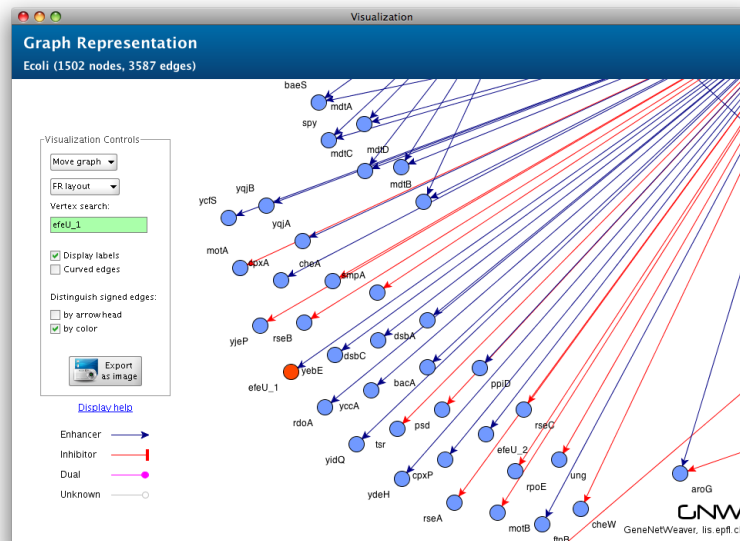 Visualization
Graph Representation
Ecoli (1502 nodes, 3587 edges)
Visualization Controls
Move graph
FR layout
Vertex search:
efeU_1
Display labels
Curved edges
Distinguish signed edges:
by arrowhead
by color
Export
as image
Display help
Enhancer
Inhibitor
Dual
Unknown
baeS
mdtA
spy
mdtC
mdtD
mdtB
yqjB
ycfS
yqjA
motA
cpxA
cheA
smpA
yjeP
rseB
dsbA
dsbC
yebE
efeU_1
bacA
ppiD
yccA
rdoA
psd
rseC
tsr
yidQ
efeU_2
cpxP
rpoE
ung
ydeH
aroG
rseA
motB
cheW
GNW
GeneNetWeaver, lis.epfl.c